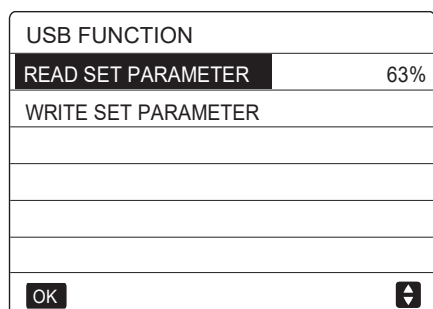 USB FUNCTION
READ SET PARAMETER 63%
WRITE SET PARAMETER
OK